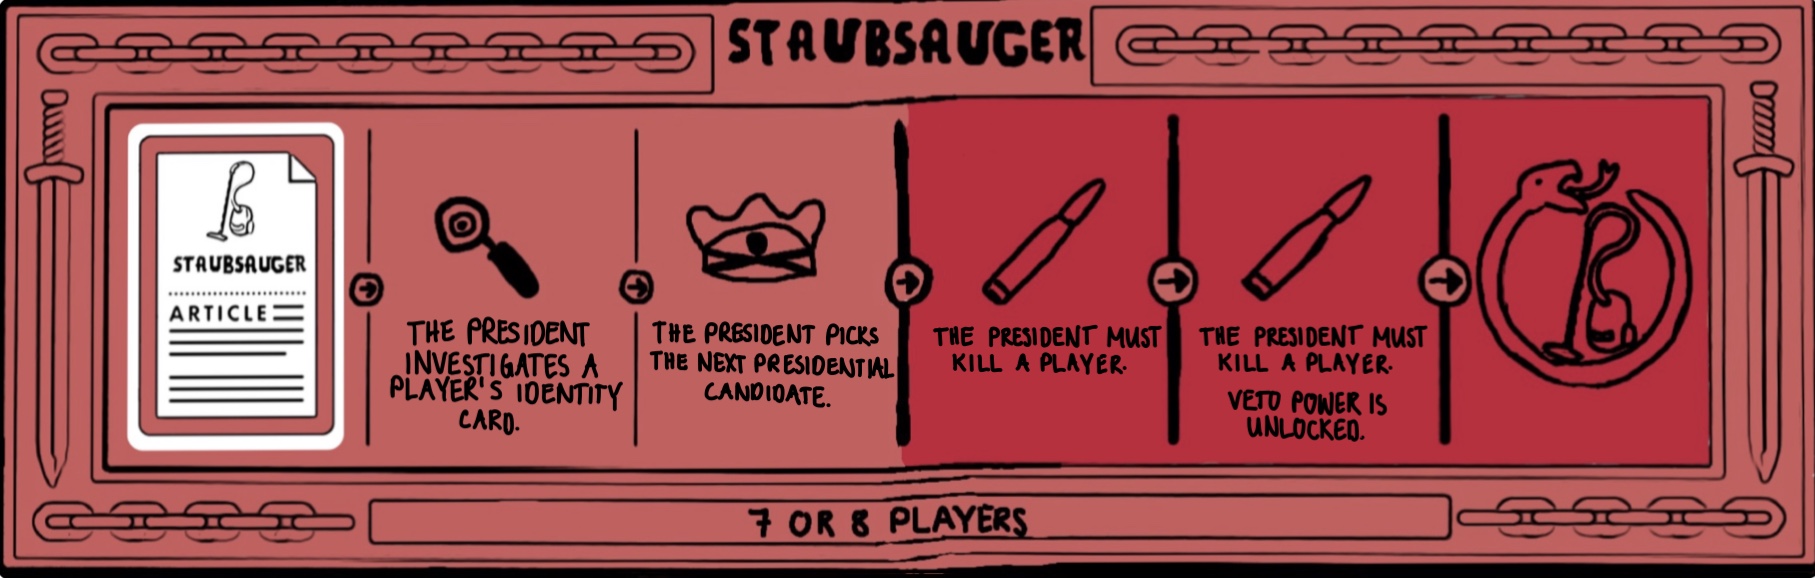 STAUBSAUGER
STAUBSAUGER
ARTICLE
THE PRESIDENT
INVESTIGATES A
PLAYER'S IDENTITY
CARD.
THE PRESIDENT PICKS
THE NEXT PRESIDENTIAL
CANDIDATE.
THE PRESIDENT MUST
KILL A PLAYER.
THE PRESIDENT MUST
KILL A PLAYER.
VETO POWER IS
UNLOCKED.
7 OR 8 PLAYERS